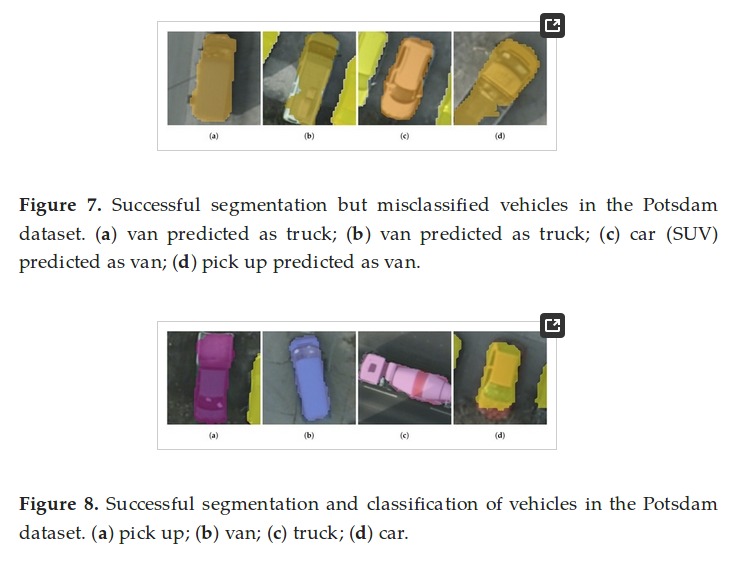 (a) (b) (c) (d)
Figure 7. Successful segmentation but misclassified vehicles in the Potsdam
dataset. (a) van predicted as truck; (b) van predicted as truck; (c) car (SUV)
predicted as van; (d) pick up predicted as van.
(a) (b) (c) (d)
Figure 8. Successful segmentation and classification of vehicles in the Potsdam
dataset. (a) pick up; (b) van; (c) truck; (d) car.